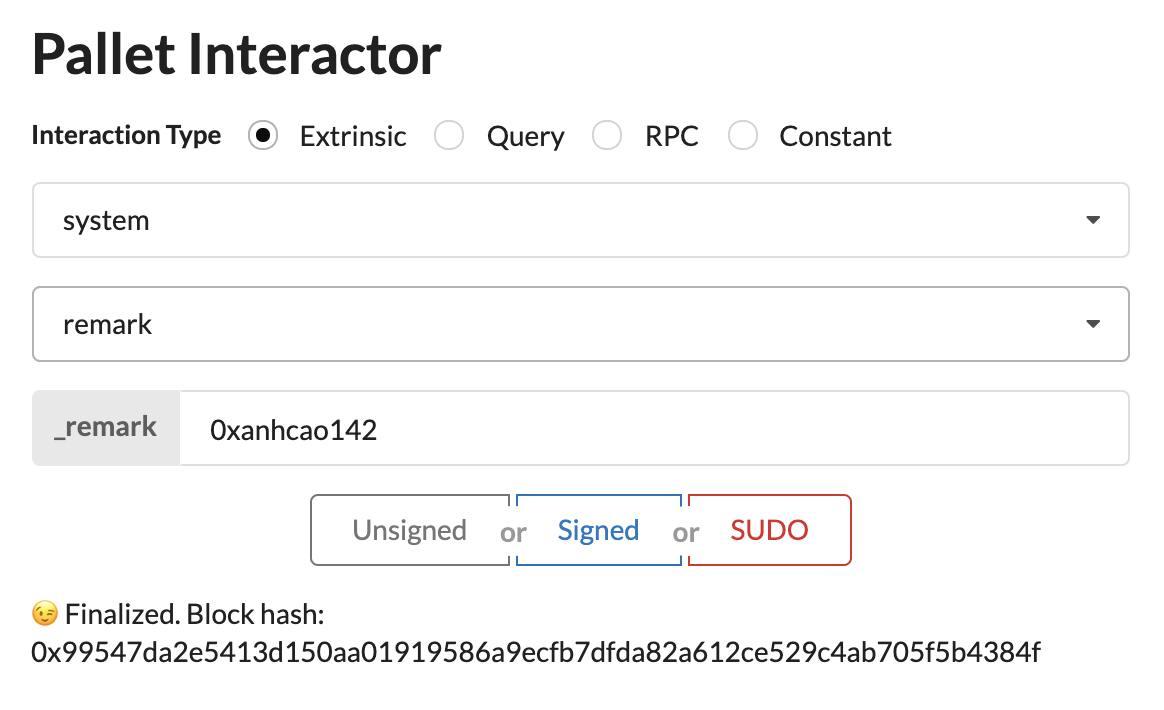 Pallet Interactor
Interaction Type Extrinsic Query RPC Constant
system
remark
_remark 0xanhcao142
Unsigned or Signed or SUDO
😉 Finalized. Block hash:
0x99547da2e5413d150aa01919586a9ecfb7dfda82a612ce529c4ab705f5b4384f